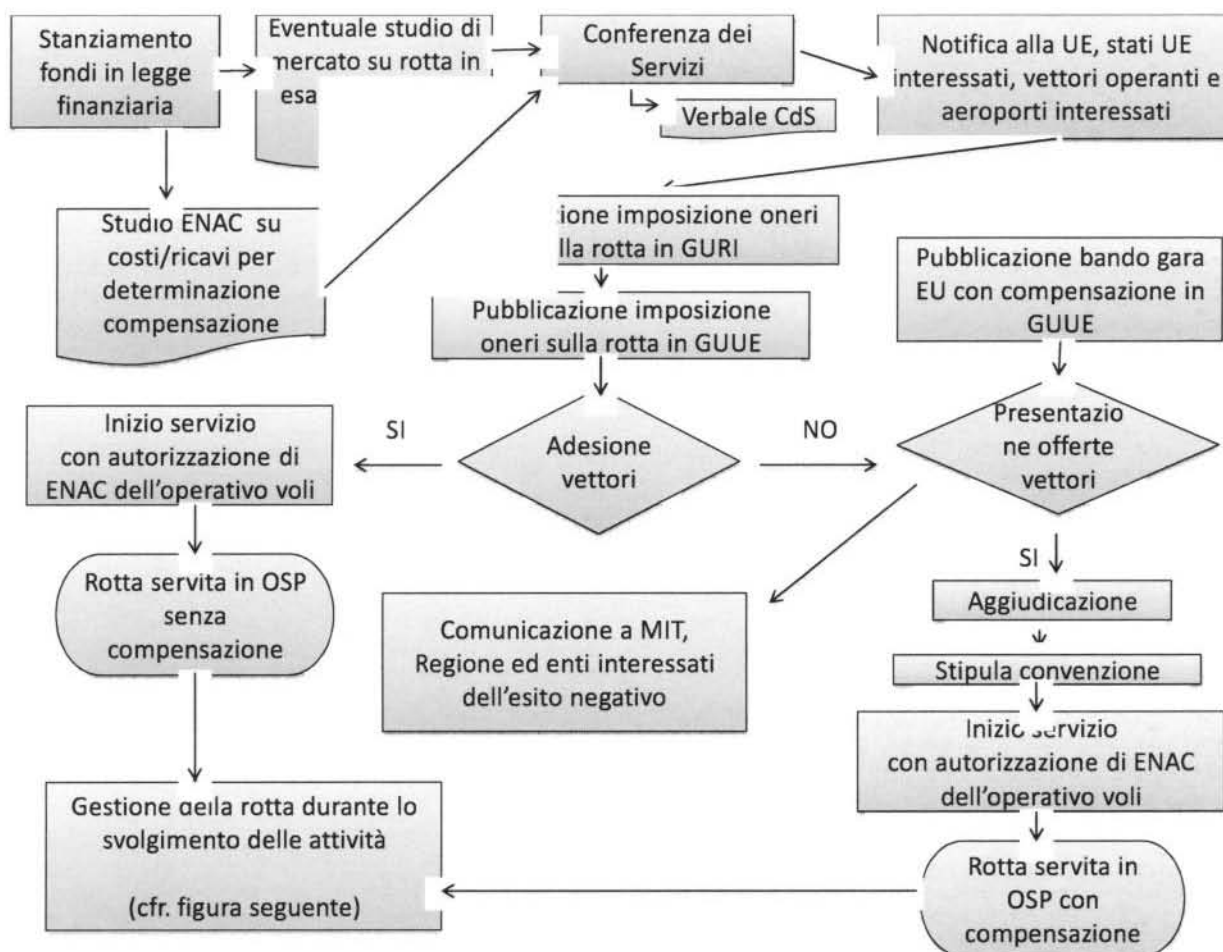 Stanziamento
fondi in legge
finanziaria
Eventuale studio di
mercato su rotta in
Conferenza dei
Servizi
Verbale CdS
Notifica alla UE, stati UE
interessati, vettori operanti e
aeroporti interessati
Studio ENAC su
costi/ricavi per
determinazione
compensazione
imposizione oneri
rotta in GURI
Pubblicazione imposizione
oneri sulla rotta in GUUE
Pubblicazione bando gara
EU con compensazione in
GUUE
Inizio servizio
con autorizzazione di
ENAC dell'operativo voli
SI
Adesione
vettori
NO
Presentazio
ne offerte
vettori
Rotta servita in OSP
senza
compensazione
Comunicazione a MIT,
Regione ed enti interessati
dell'esito negativo
SI
Aggiudicazione
Stipula convenzione
Inizio servizio
con autorizzazione di ENAC
dell'operativo voli
Gestione della rotta durante lo
svolgimento delle attività
(cfr. figura seguente)
Rotta servita in
OSP con
compensazione